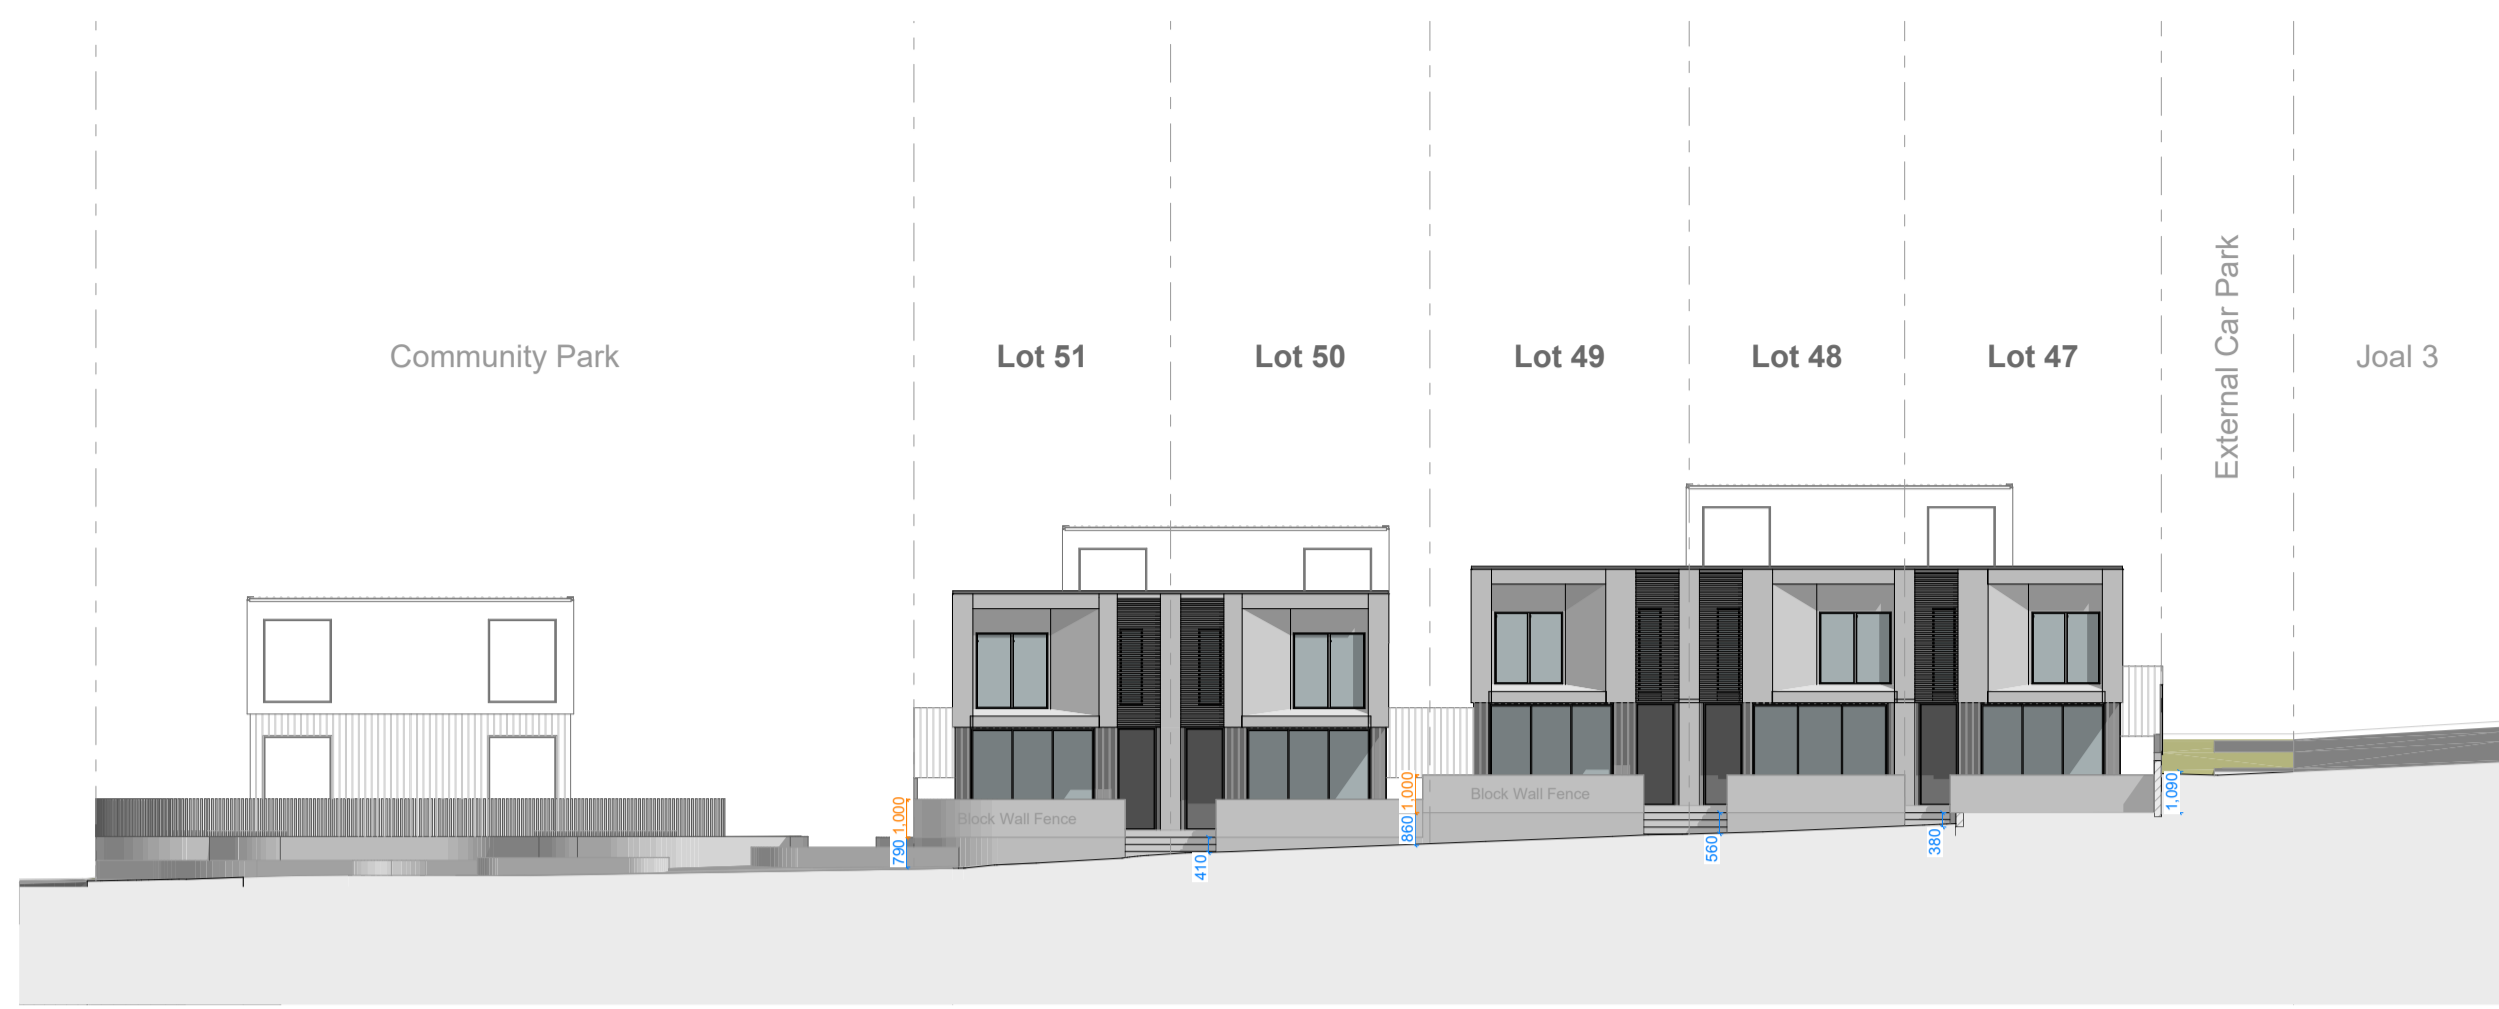 External Car Park
Community Park
Lot 51
Lot 50
Lot 49
Lot 48
Lot 47
Joal 3
1,000
790
Block Wall Fence
410
1,000
860
Block Wall Fence
560
380
1,090